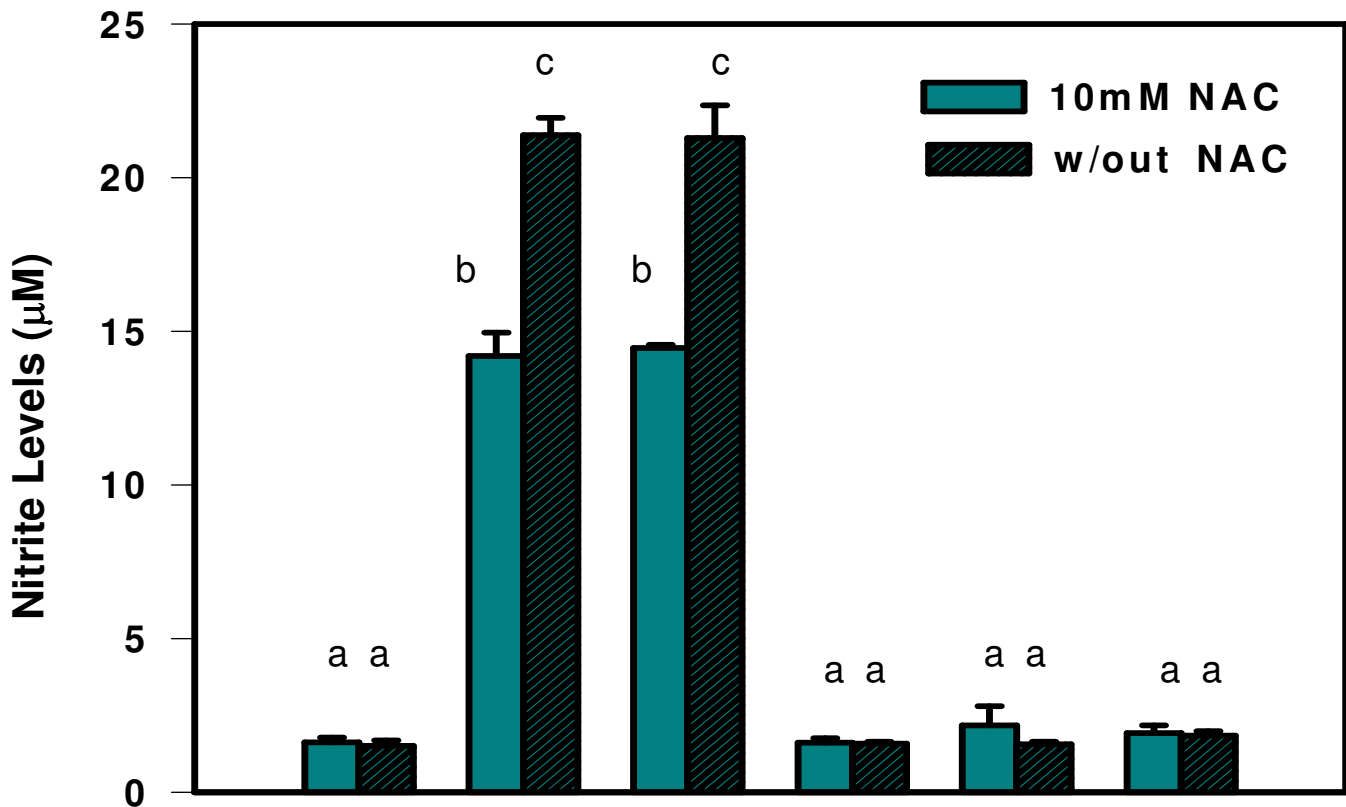 25
20
15
10
5
0
Nitrite Levels (μM)
10mM NAC
w/out NAC
c c
b b
a a
a a a a a a